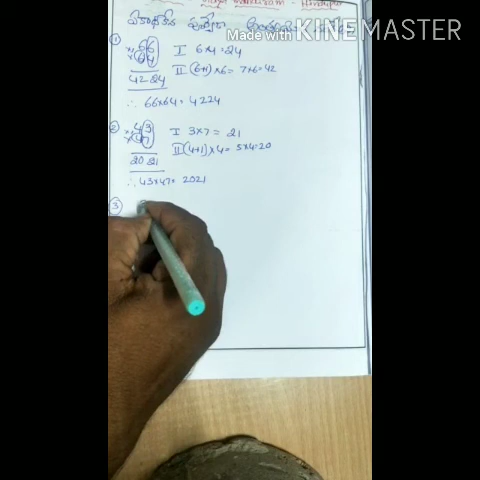 Made with KINEMASTER
① 66 I 6×4=24
×64 II (6+1)×6= 7×6=42
4224
∴ 66×64= 4224
② 43 I 3×7= 21
×47 II (4+1)×4= 5×4=20
2021
∴ 43×47= 2021
③